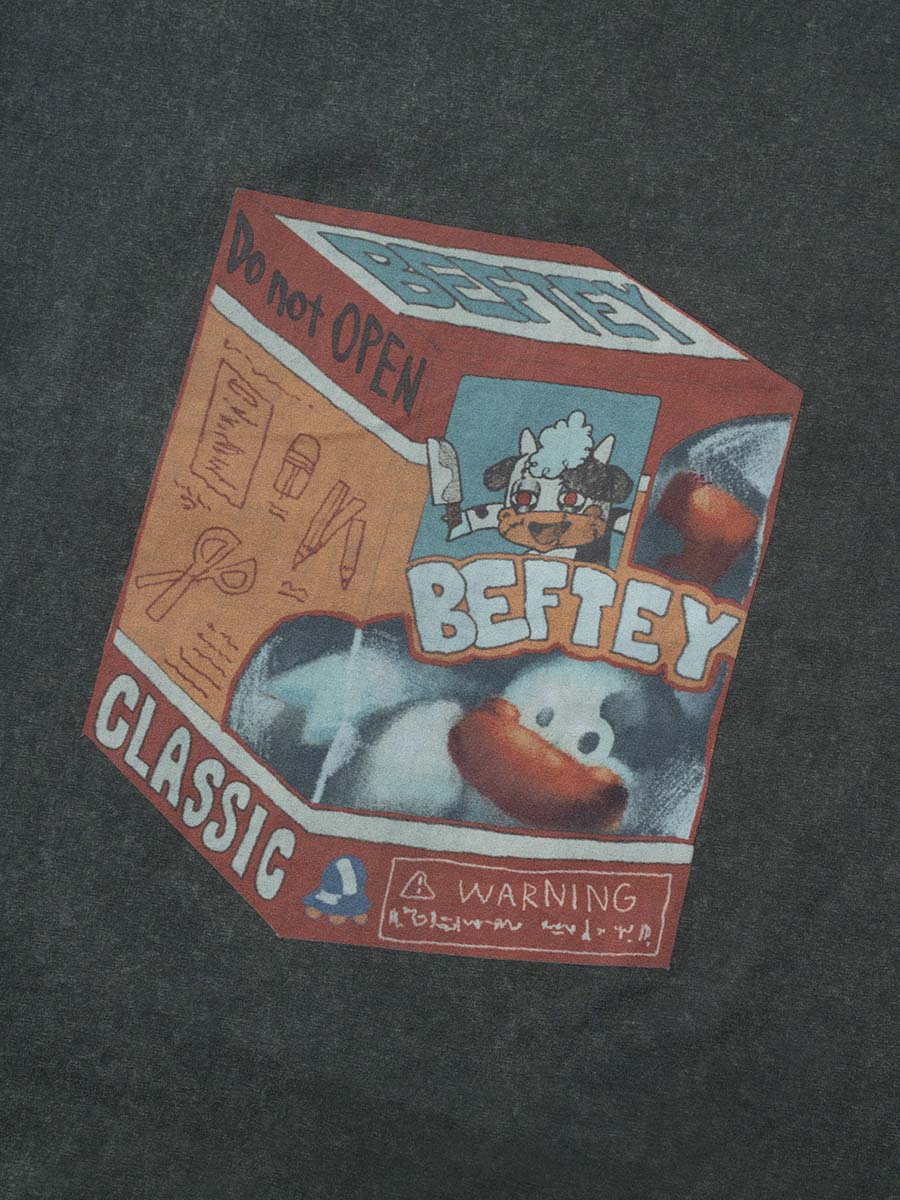 BEFTEY
Do not OPEN
BEFTEY
CLASSIC
WARNING